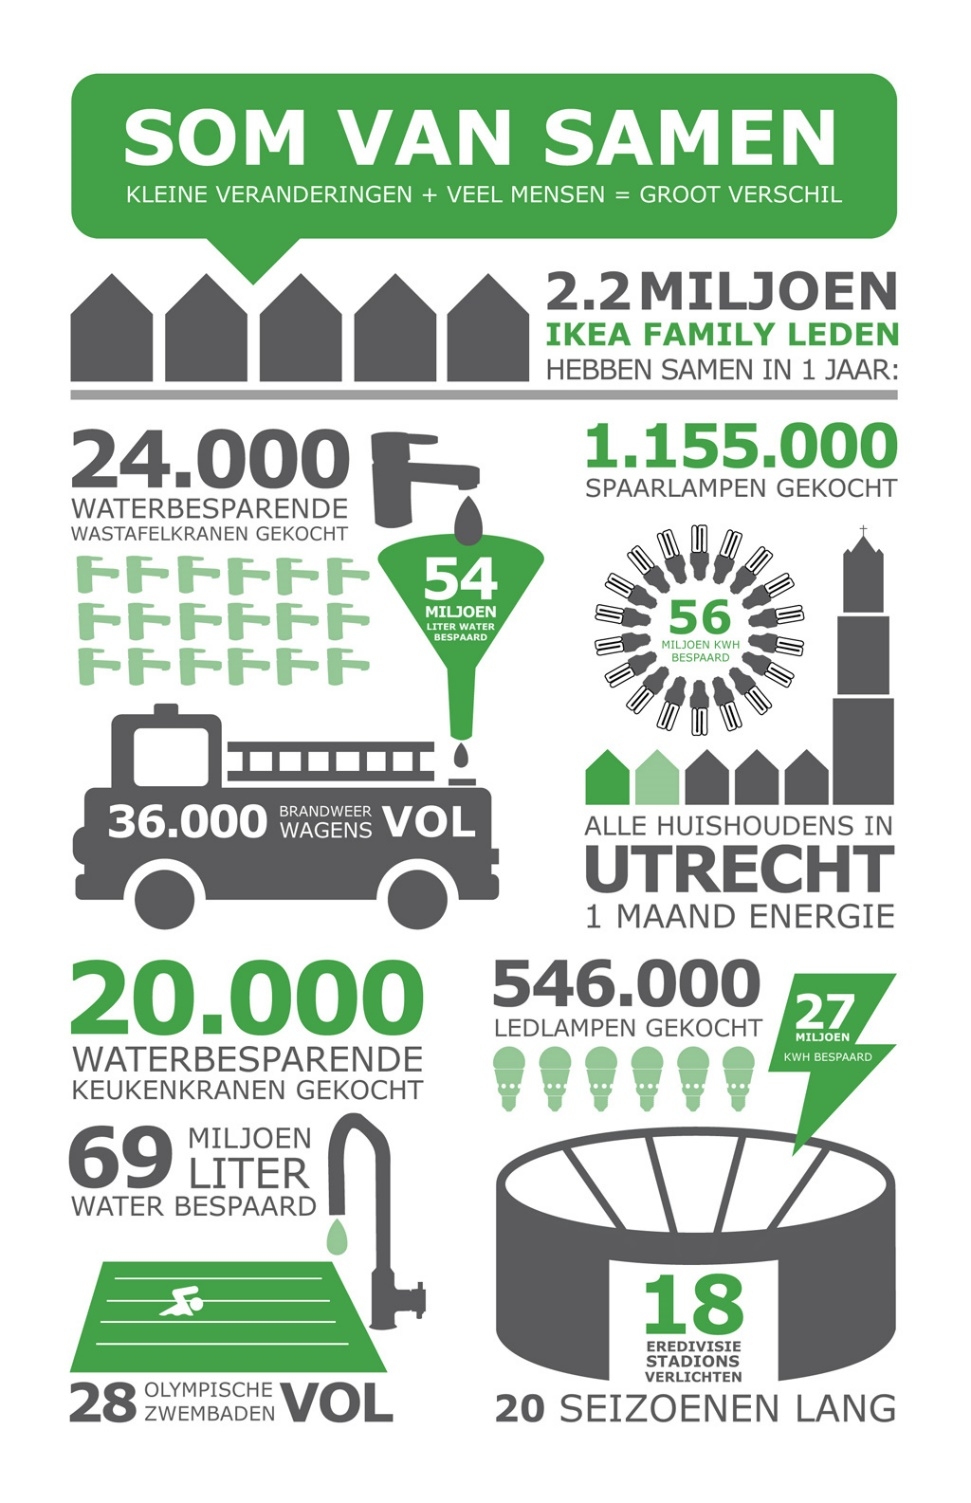 SOM VAN SAMEN
KLEINE VERANDERINGEN + VEEL MENSEN = GROOT VERSCHIL
2.2 MILJOEN
IKEA FAMILY LEDEN
HEBBEN SAMEN IN 1 JAAR:
24.000
WATERBESPARENDE
WASTAFELKRANEN GEKOCHT
54
MILJOEN
LITER WATER
BESPAARD
36.000 BRANDWEER WAGENS VOL
1.155.000
SPAARLAMPEN GEKOCHT
56
MILJOEN KWH
BESPAARD
ALLE HUISHOUDENS IN
UTRECHT
1 MAAND ENERGIE
20.000
WATERBESPARENDE
KEUKENKRANEN GEKOCHT
69 MILJOEN
LITER
WATER BESPAARD
28 OLYMPISCHE ZWEMBADEN VOL
546.000
LEDLAMPEN GEKOCHT
27
MILJOEN
KWH BESPAARD
18
EREDIVISIE
STADIONS
VERLICHTEN
20 SEIZOENEN LANG